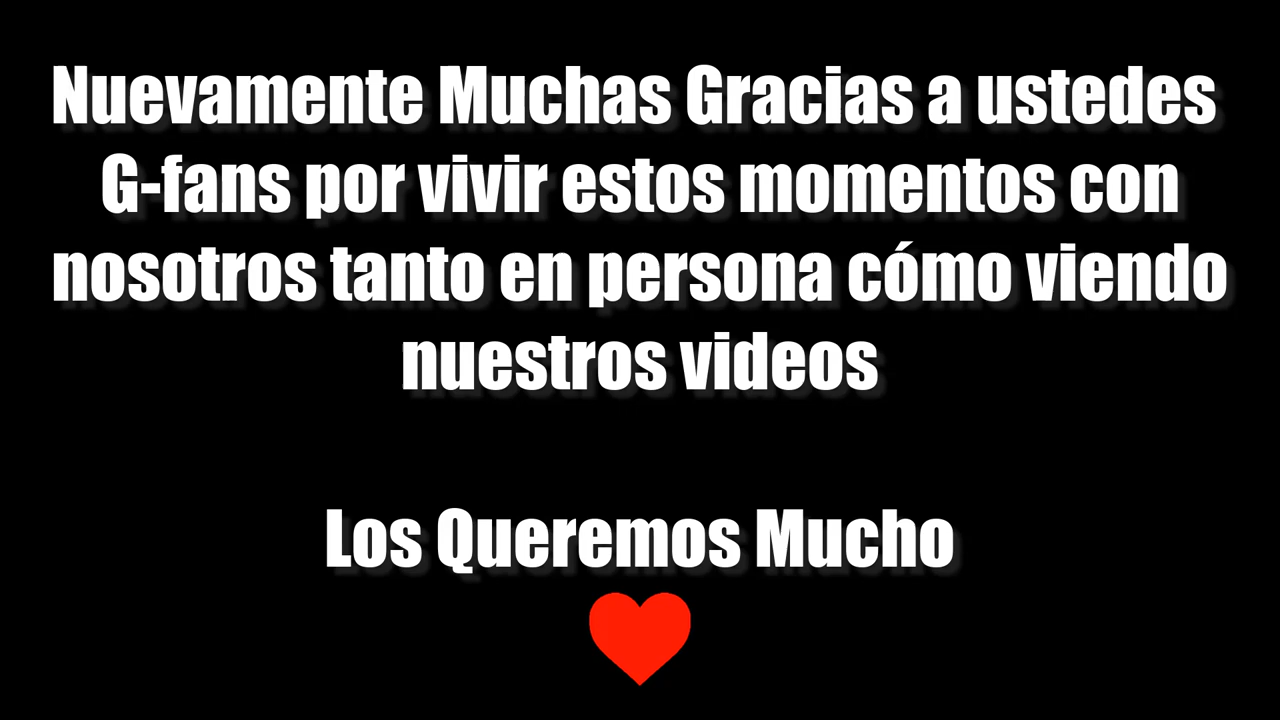 Nuevamente Muchas Gracias a ustedes
G-fans por vivir estos momentos con
nosotros tanto en persona cómo viendo
nuestros videos
Los Queremos Mucho